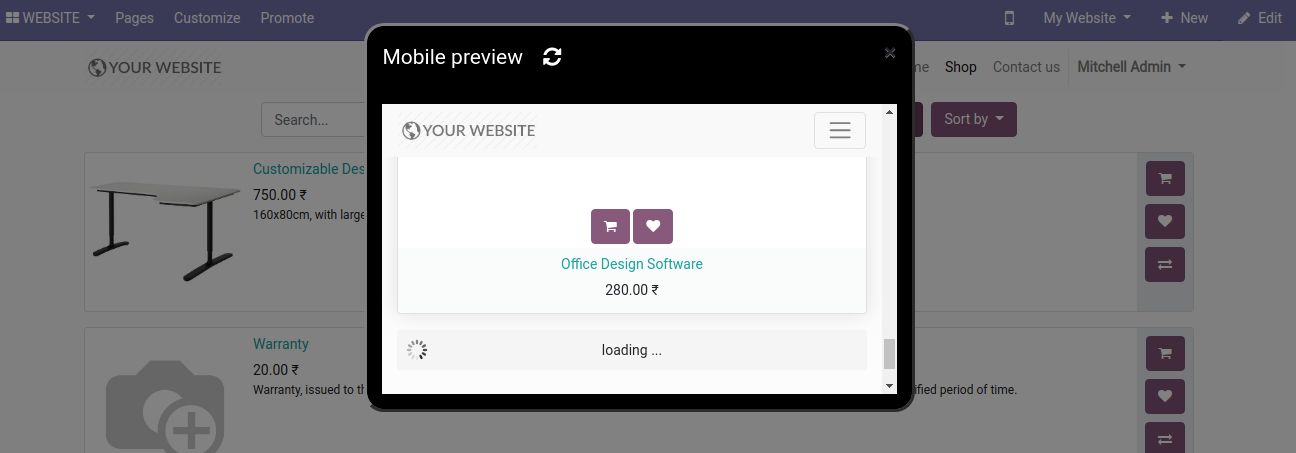 WEBSITE Pages Customize Promote My Website New Edit
Mobile preview
YOUR WEBSITE Shop Contact us Mitchell Admin
Search... Sort by
YOUR WEBSITE
Customizable Des
750.00 ₹
160x80cm, with large
Office Design Software
280.00 ₹
Warranty
loading ...
20.00 ₹
Warranty, issued to th ified period of time.